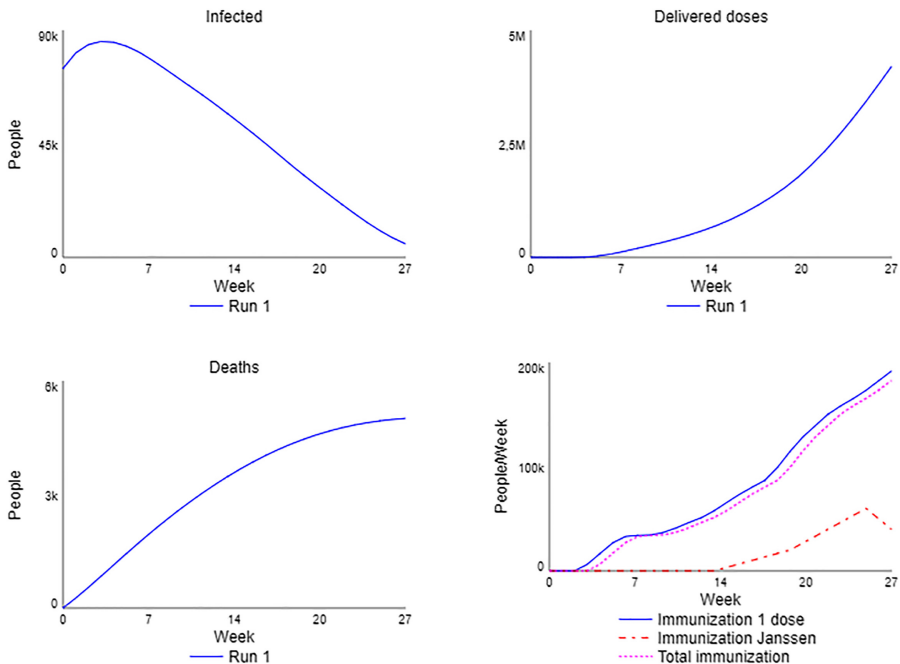 Infected
90k
45k
0
People
0 7 14 20 27
Week
Run 1
Delivered doses
5M
2,5M
0
0 7 14 20 27
Week
Run 1
Deaths
6k
3k
0
People
0 7 14 20 27
Week
Run 1
200k
100k
0
People/Week
0 7 14 20 27
Week
Immunization 1 dose
Immunization Janssen
Total immunization